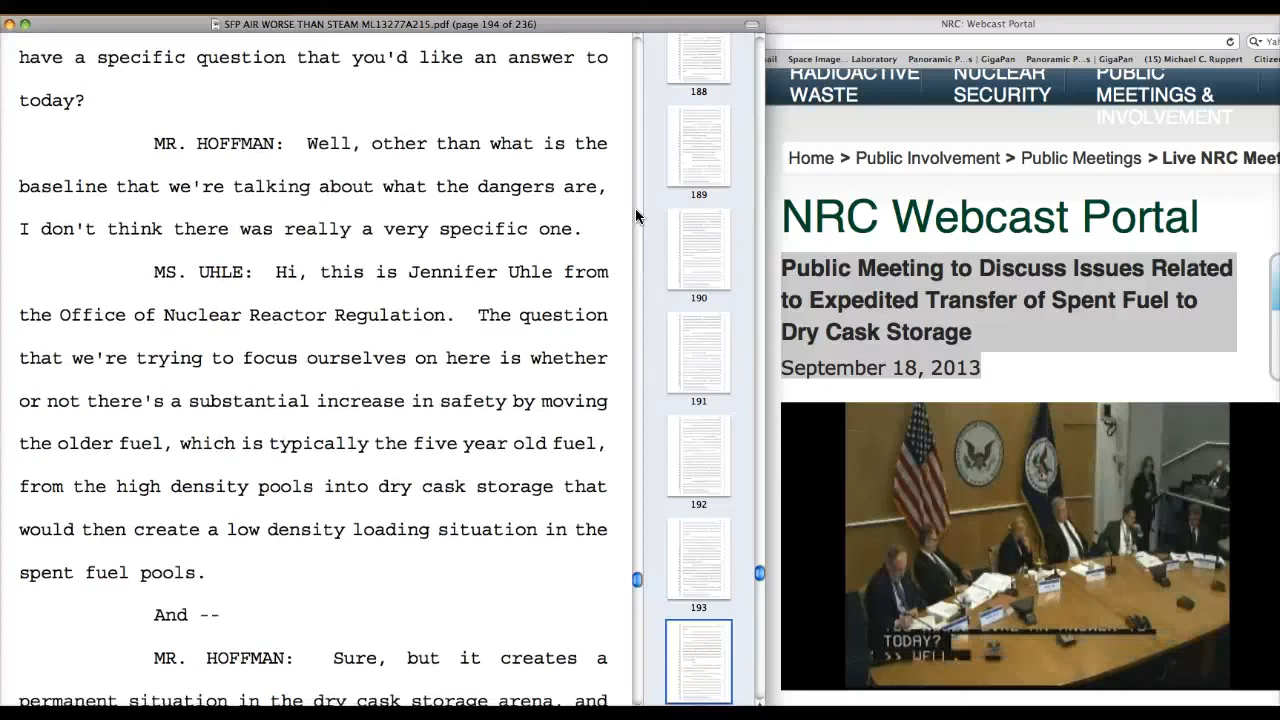 SFP AIR WORSE THAN STEAM ML13277A215.pdf (page 194 of 236)
have a specific question that you'd like an answer to
today?
MR. HOFFMAN: Well, other than what is the
baseline that we're talking about what the dangers are,
I don't think there was really a very specific one.
MS. UHLE: Hi, this is Jennifer Uhle from
the Office of Nuclear Reactor Regulation. The question
that we're trying to focus ourselves on here is whether
or not there's a substantial increase in safety by moving
the older fuel, which is typically the five year old fuel,
from the high density pools into dry cask storage that
would then create a low density loading situation in the
spent fuel pools.
And --
MR. HOFFMAN: Sure, but it creates a
dry cask storage arena, and
188
189
190
191
192
193
NRC: Webcast Portal
Space Image... Laboratory
Panoramic P...s | GigaPan
Panoramic P...s | GigaPan
(15) Michael C. Ruppert
RADIOACTIVE
WASTE
NUCLEAR
SECURITY
PUBLIC
MEETINGS &
INVOLVEMENT
Home > Public Involvement > Public Meetings > Live NRC Mee
NRC Webcast Portal
Public Meeting to Discuss Issues Related
to Expedited Transfer of Spent Fuel to
Dry Cask Storage
September 18, 2013
TODAY?
> WELL